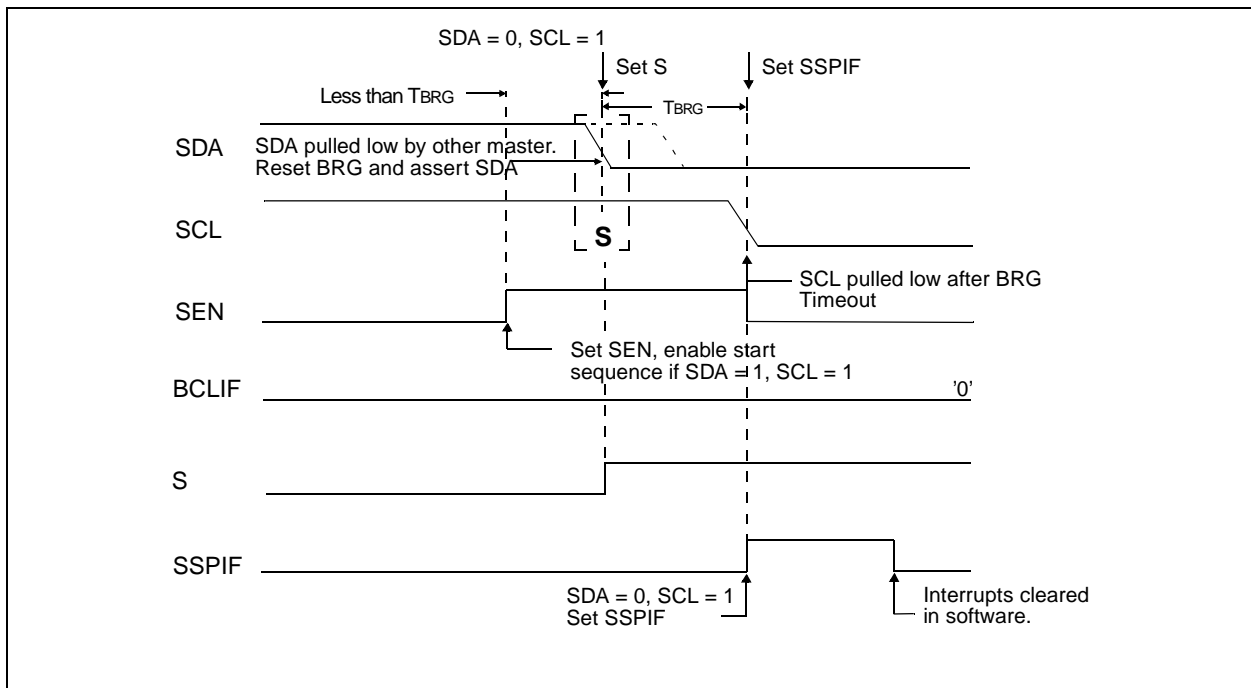 SDA = 0, SCL = 1
Set S
Set SSPIF
Less than TBRG
TBRG
SDA
SDA pulled low by other master.
Reset BRG and assert SDA
SCL
S
SCL pulled low after BRG
Timeout
SEN
Set SEN, enable start
sequence if SDA = 1, SCL = 1
BCLIF
'0'
S
SSPIF
SDA = 0, SCL = 1
Set SSPIF
Interrupts cleared
in software.